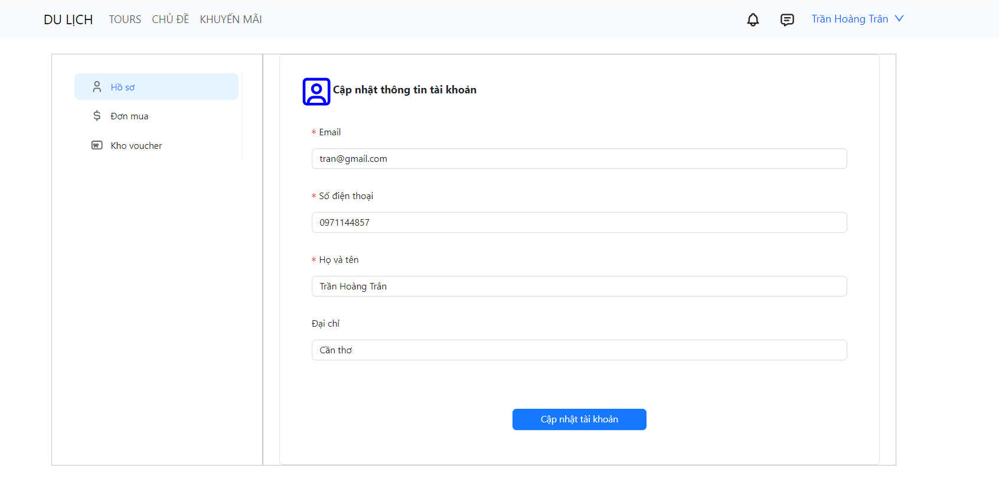 DU LỊCH TOURS CHỦ ĐỀ KHUYẾN MÃI Trần Hoàng Trân
Hồ sơ
Đơn mua
Kho voucher
Cập nhật thông tin tài khoản
* Email
tran@gmail.com
* Số điện thoại
0971144857
* Họ và tên
Trần Hoàng Trân
Đại chỉ
Cần thơ
Cập nhật tài khoản